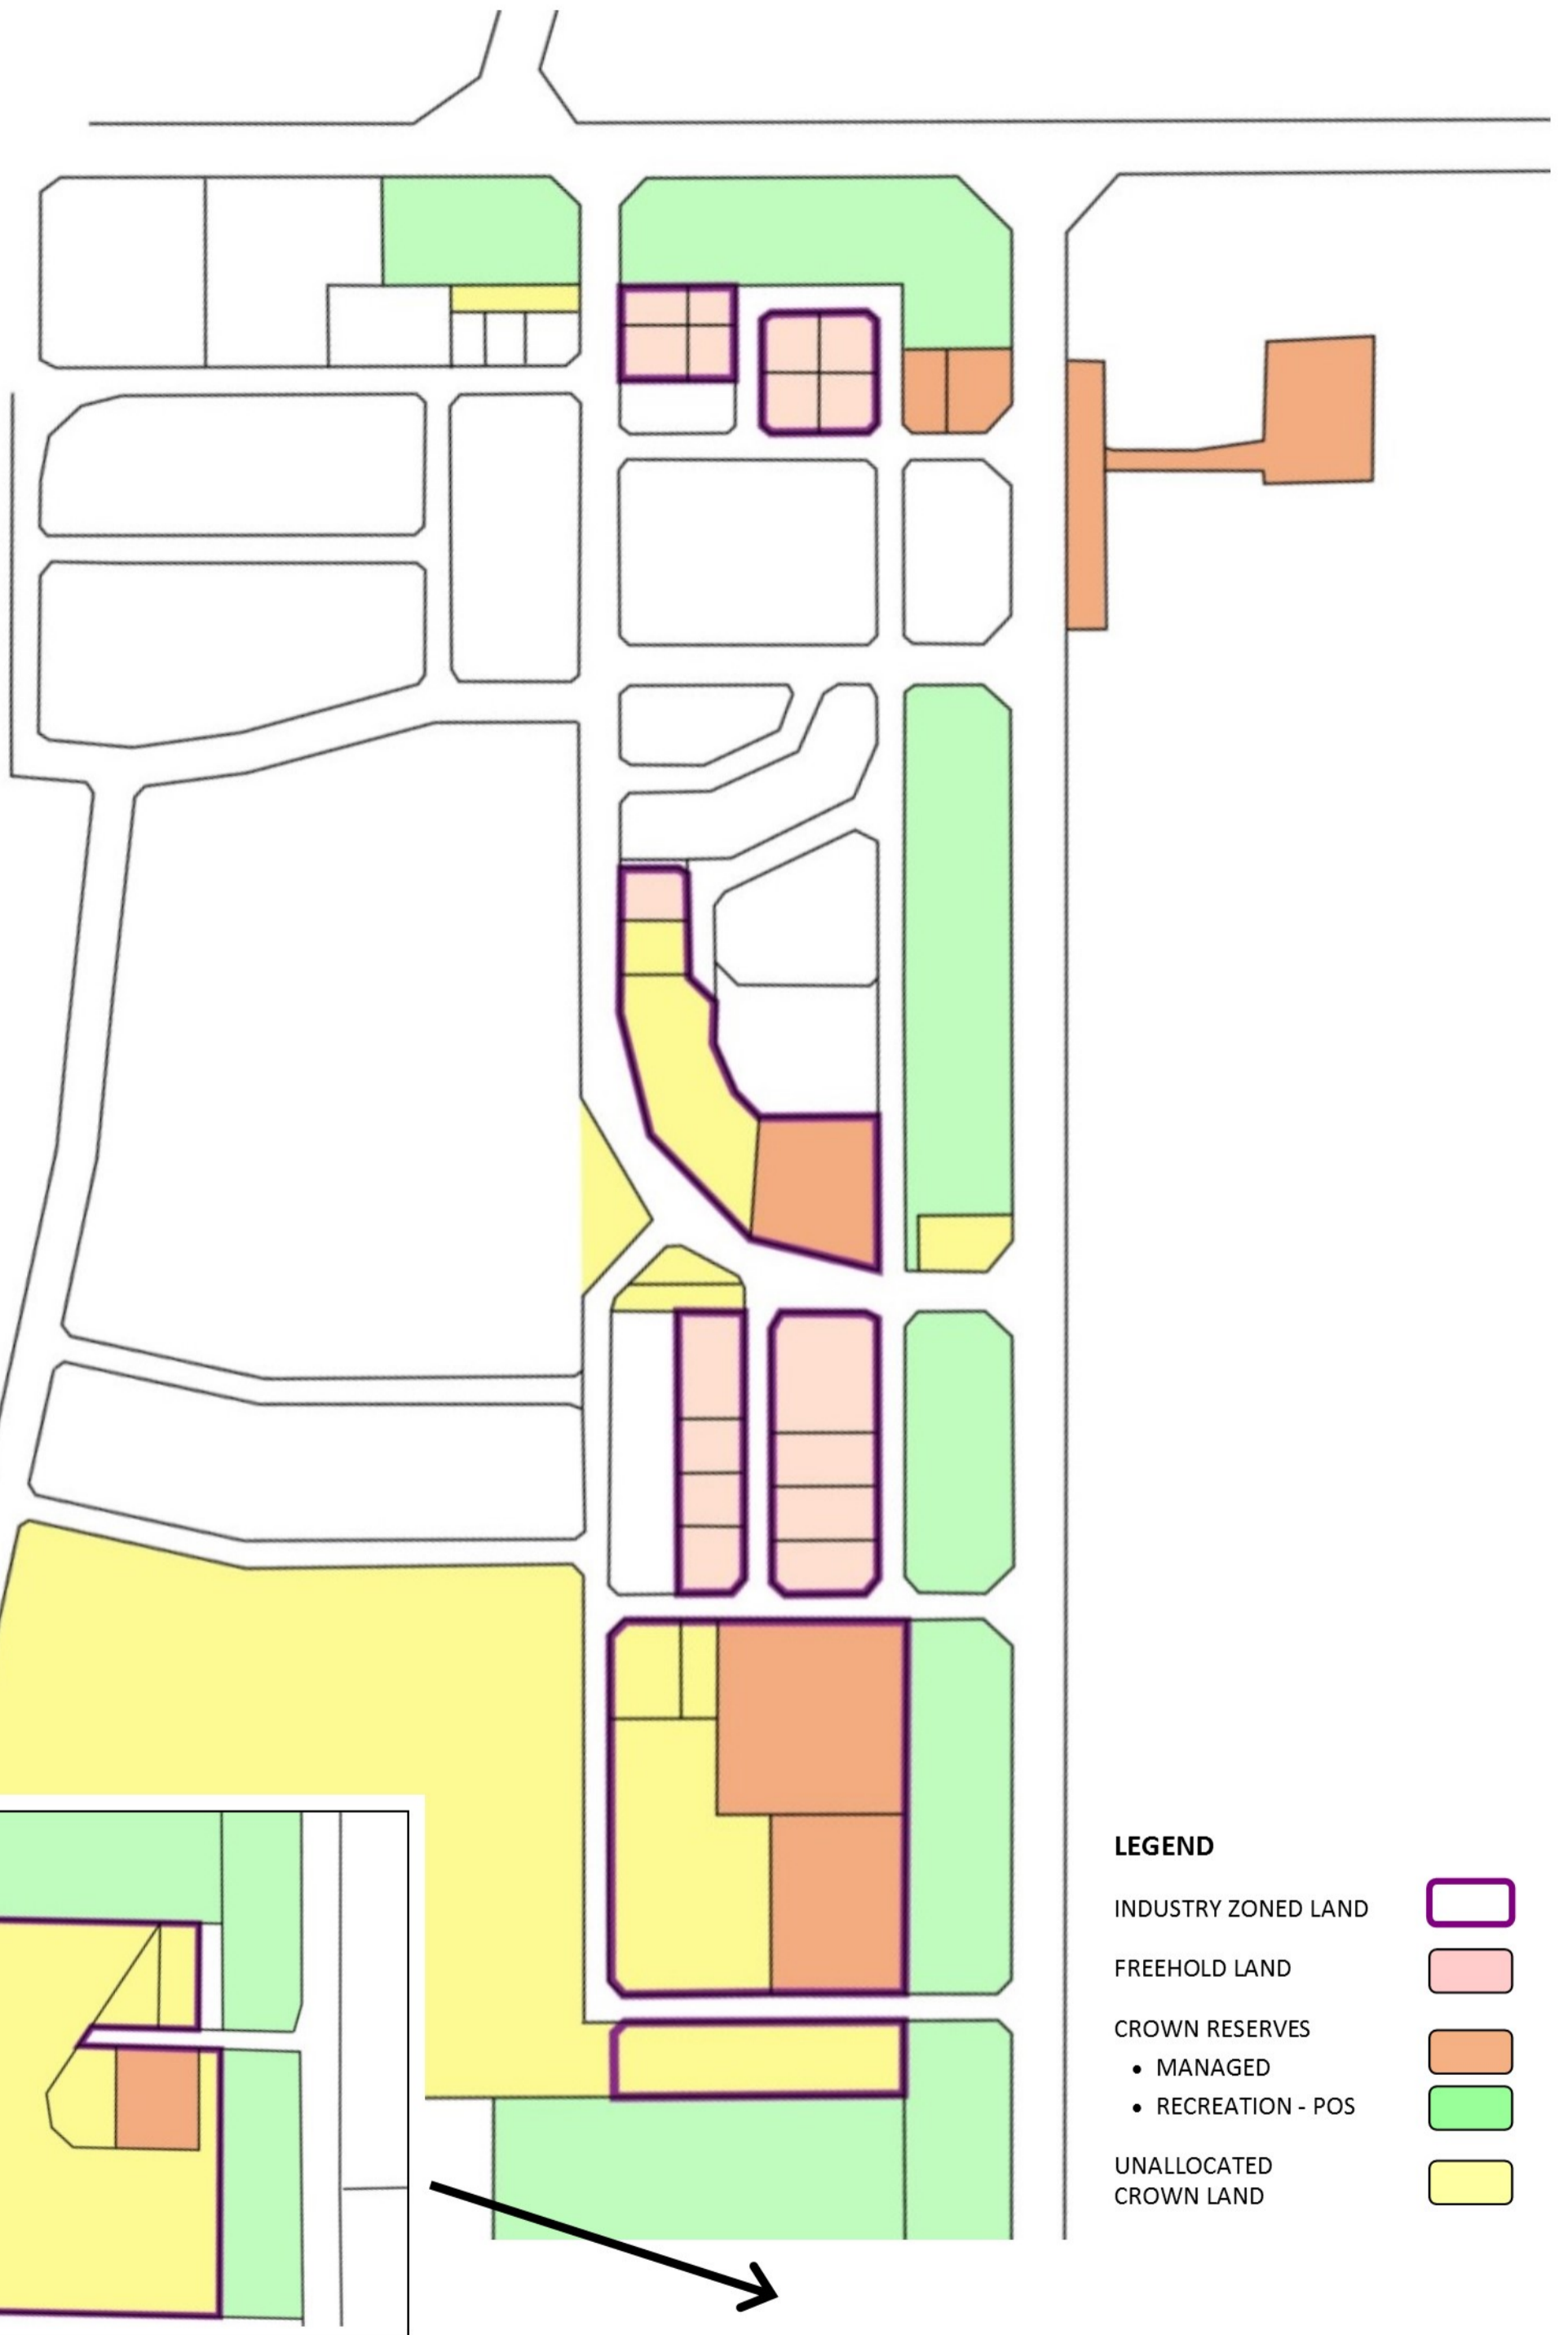 LEGEND
INDUSTRY ZONED LAND
FREEHOLD LAND
CROWN RESERVES
• MANAGED
• RECREATION - POS
UNALLOCATED
CROWN LAND